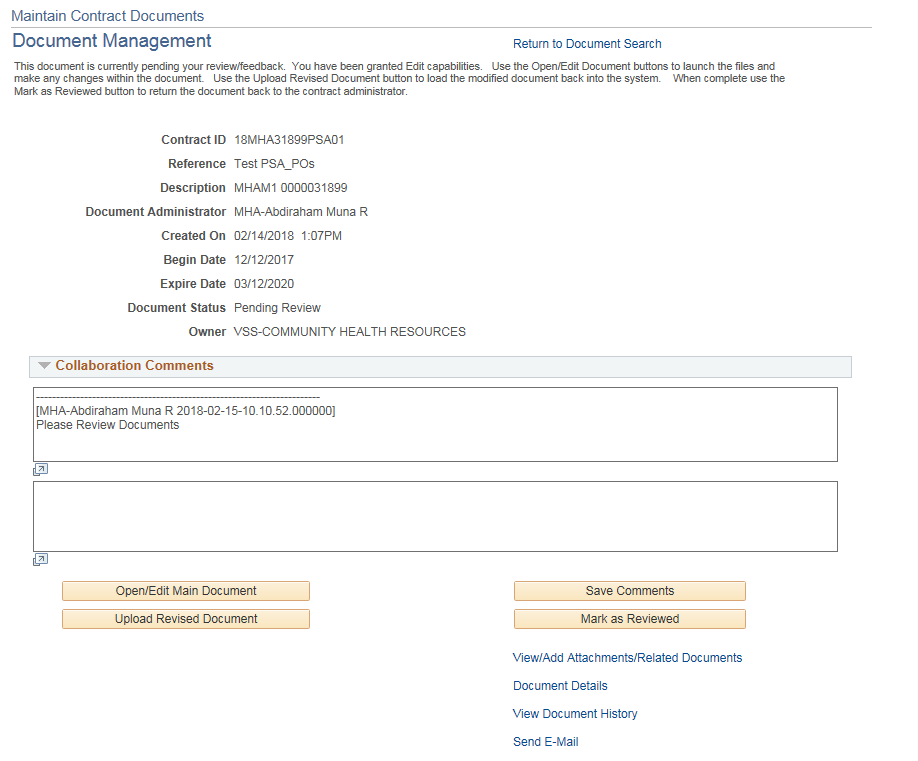 Maintain Contract Documents
Document Management
Return to Document Search
This document is currently pending your review/feedback.  You have been granted Edit capabilities.   Use the Open/Edit Document buttons to launch the files and
make any changes within the document.   Use the Upload Revised Document button to load the modified document back into the system.    When complete use the
Mark as Reviewed button to return the document back to the contract administrator.
Contract ID 18MHA31899PSA01
Reference Test PSA_POs
Description MHAM1 0000031899
Document Administrator MHA-Abdiraham Muna R
Created On 02/14/2018  1:07PM
Begin Date 12/12/2017
Expire Date 03/12/2020
Document Status Pending Review
Owner VSS-COMMUNITY HEALTH RESOURCES
Collaboration Comments
-----------------------------------------------------------------------
[MHA-Abdiraham Muna R 2018-02-15-10.10.52.000000]
Please Review Documents
Open/Edit Main Document
Save Comments
Upload Revised Document
Mark as Reviewed
View/Add Attachments/Related Documents
Document Details
View Document History
Send E-Mail